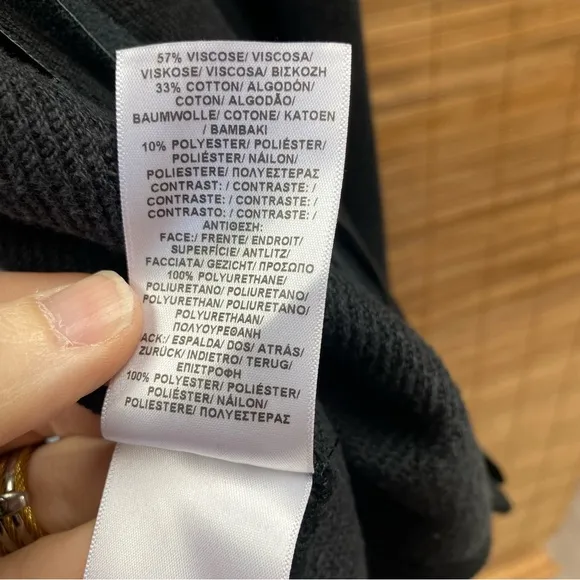 57% VISCOSE/ VISCOSA/
VISKOSE/ VISCOSA/ ΒΙΣΚΟΖΗ
33% COTTON/ ALGODÓN/
COTON/ ALGODÃO/
BAUMWOLLE/ COTONE/ KATOEN
/ ΒΑΜΒΑΚΙ
10% POLYESTER/ POLIÉSTER/
POLIÉSTER/ NÁILON/
POLIESTERE/ ΠΟΛΥΕΣΤΕΡΑΣ
CONTRAST: / CONTRASTE: /
CONTRASTE: / CONTRASTE: /
CONTRASTO: / CONTRASTE: /
ΑΝΤΙΘΕΣΗ:
FACE:/ FRENTE/ ENDROIT/
SUPERFÍCIE/ ANTLITZ/
FACCIATA/ GEZICHT/ ΠΡΟΣΩΠΟ
100% POLYURETHANE/
POLIURETANO/ POLIURETANO/
POLYURETHAN/ POLIURETANO/
POLYURETHAAN/
ΠΟΛΥΟΥΡΕΘΑΝΗ
ACK:/ ESPALDA/ DOS/ ATRÁS/
ZURÜCK/ INDIETRO/ TERUG/
ΕΠΙΣΤΡΟΦΗ
100% POLYESTER/ POLIÉSTER/
POLIÉSTER/ NÁILON/
POLIESTERE/ ΠΟΛΥΕΣΤΕΡΑΣ